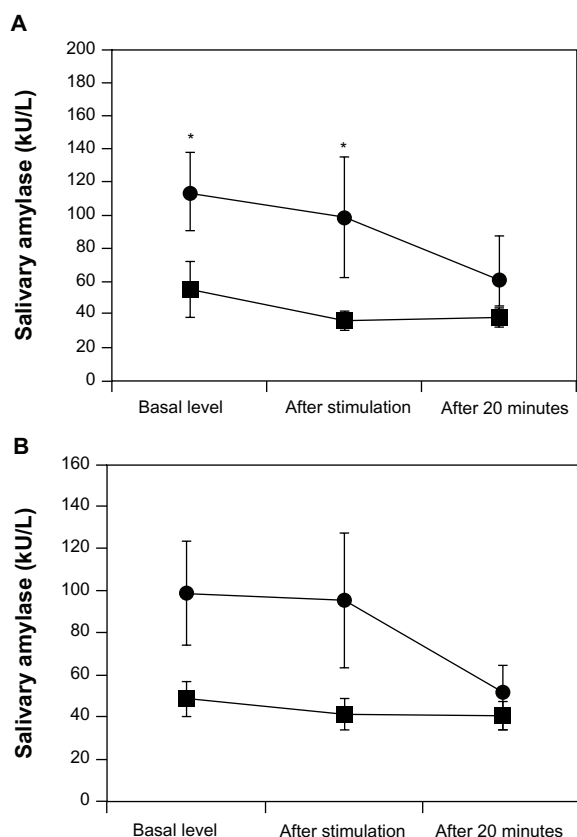 A
Salivary amylase (kU/L)
200
180
160
140
120
100
80
60
40
20
0
*
*
Basal level
After stimulation
After 20 minutes
B
Salivary amylase (kU/L)
160
140
120
100
80
60
40
20
0
Basal level
After stimulation
After 20 minutes